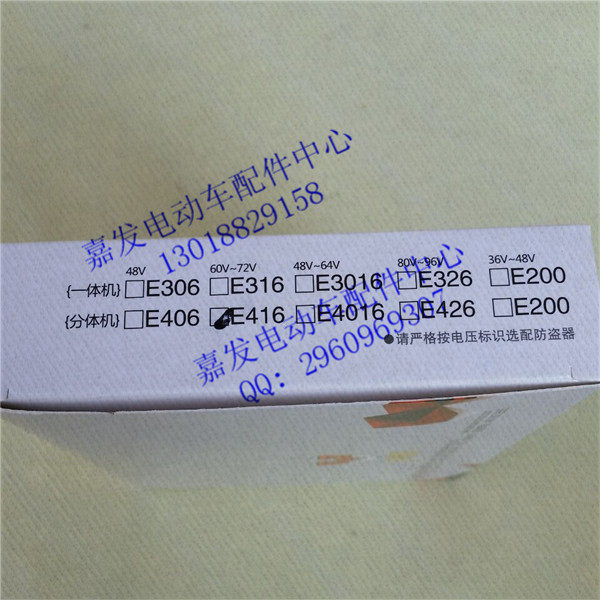 嘉发电动车配件中心
13018829158
48V 60V~72V 48V~64V 80V~96V 36V~48V
{一体机} □E306 □E316 □E3016 □E326 □E200
{分体机} □E406 □E416 □E4016 □E426 □E200
●请严格按电压标识选配防盗器
嘉发电动车配件中心
QQ: 2960969307